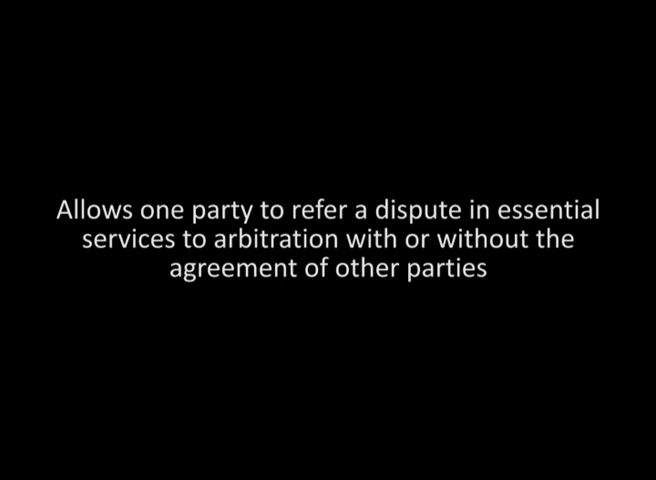 Allows one party to refer a dispute in essential
services to arbitration with or without the
agreement of other parties